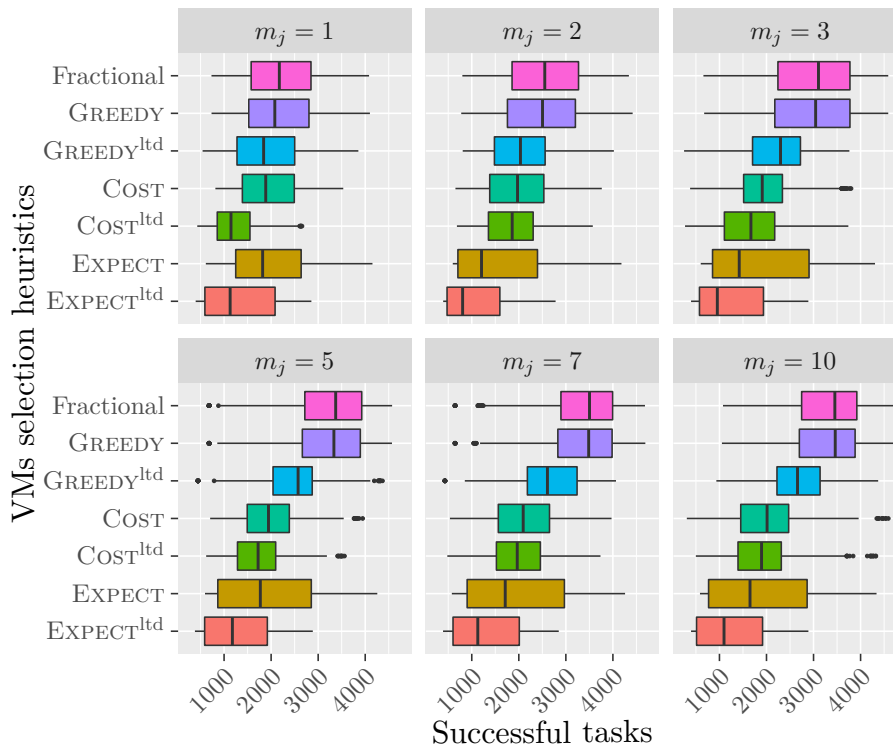 m_j = 1 m_j = 2 m_j = 3
Fractional
GREEDY
GREEDY^ltd
COST
COST^ltd
EXPECT
EXPECT^ltd
m_j = 5 m_j = 7 m_j = 10
Fractional
GREEDY
GREEDY^ltd
COST
COST^ltd
EXPECT
EXPECT^ltd
1000 2000 3000 4000 1000 2000 3000 4000 1000 2000 3000 4000
Successful tasks
VMs selection heuristics